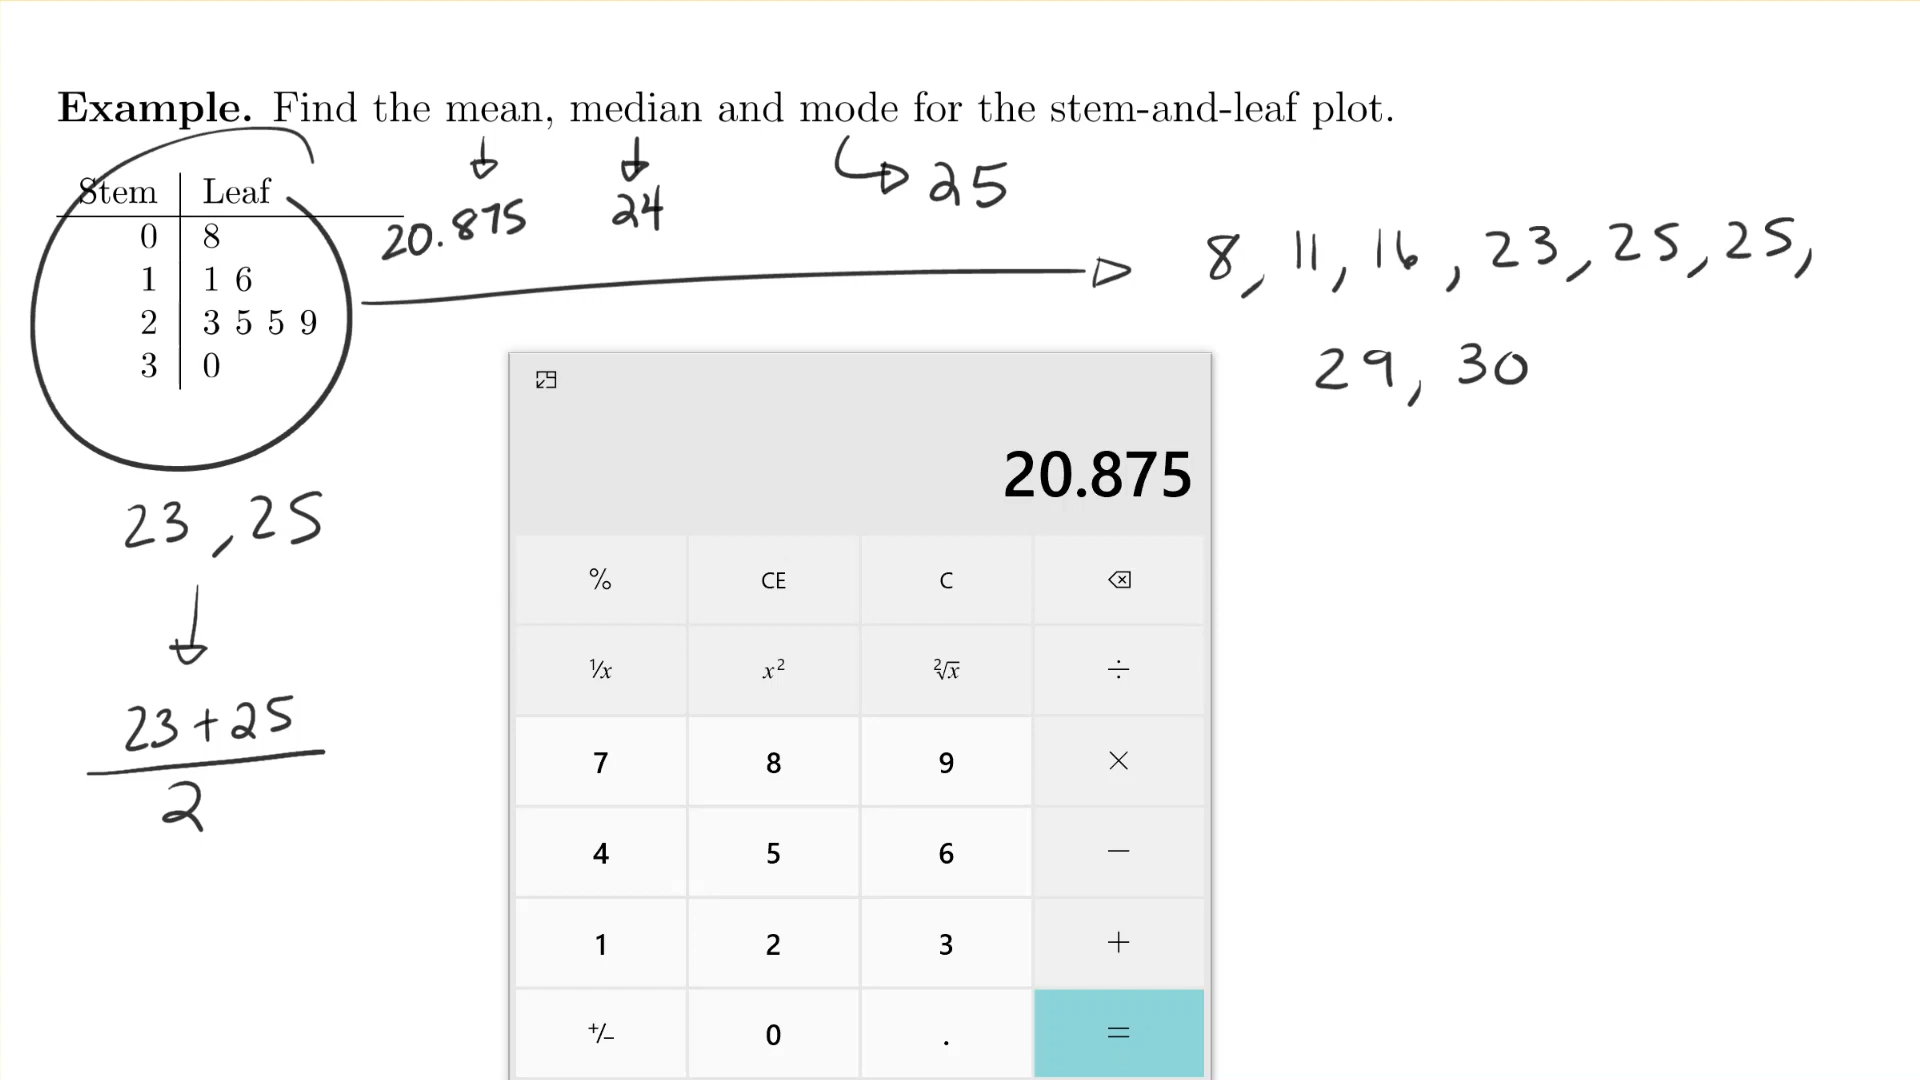 Example. Find the mean, median and mode for the stem-and-leaf plot.
20.875
24
25
Stem Leaf
0 8
1 1 6
2 3 5 5 9
3 0
8, 11, 16, 23, 25, 25,
29, 30
23, 25
23+25
2
20.875
% CE C
1/x x² ²√x ÷
7 8 9 ×
4 5 6 −
1 2 3 +
+/− 0 . =